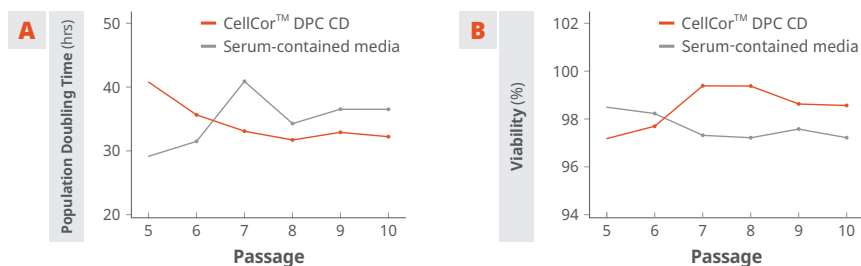 A
Population Doubling Time (hrs)
50
40
30
20
CellCor™ DPC CD
Serum-contained media
5 6 7 8 9 10
Passage
B
Viability (%)
102
100
98
96
94
CellCor™ DPC CD
Serum-contained media
5 6 7 8 9 10
Passage